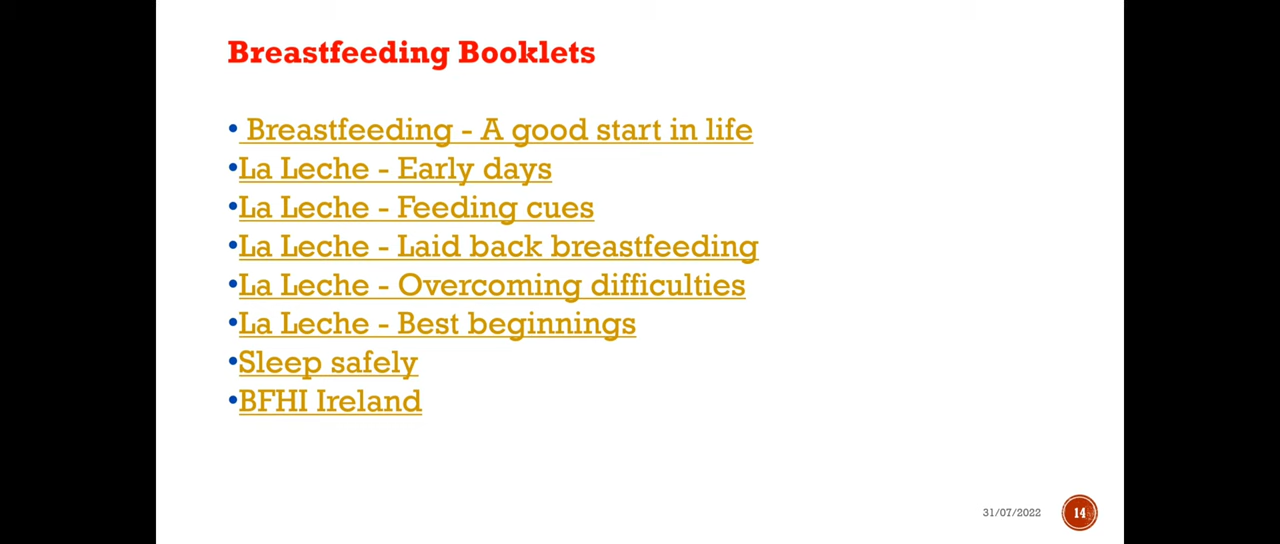 Breastfeeding Booklets
• Breastfeeding - A good start in life
•La Leche - Early days
•La Leche - Feeding cues
•La Leche - Laid back breastfeeding
•La Leche - Overcoming difficulties
•La Leche - Best beginnings
•Sleep safely
•BFHI Ireland
31/07/2022
14